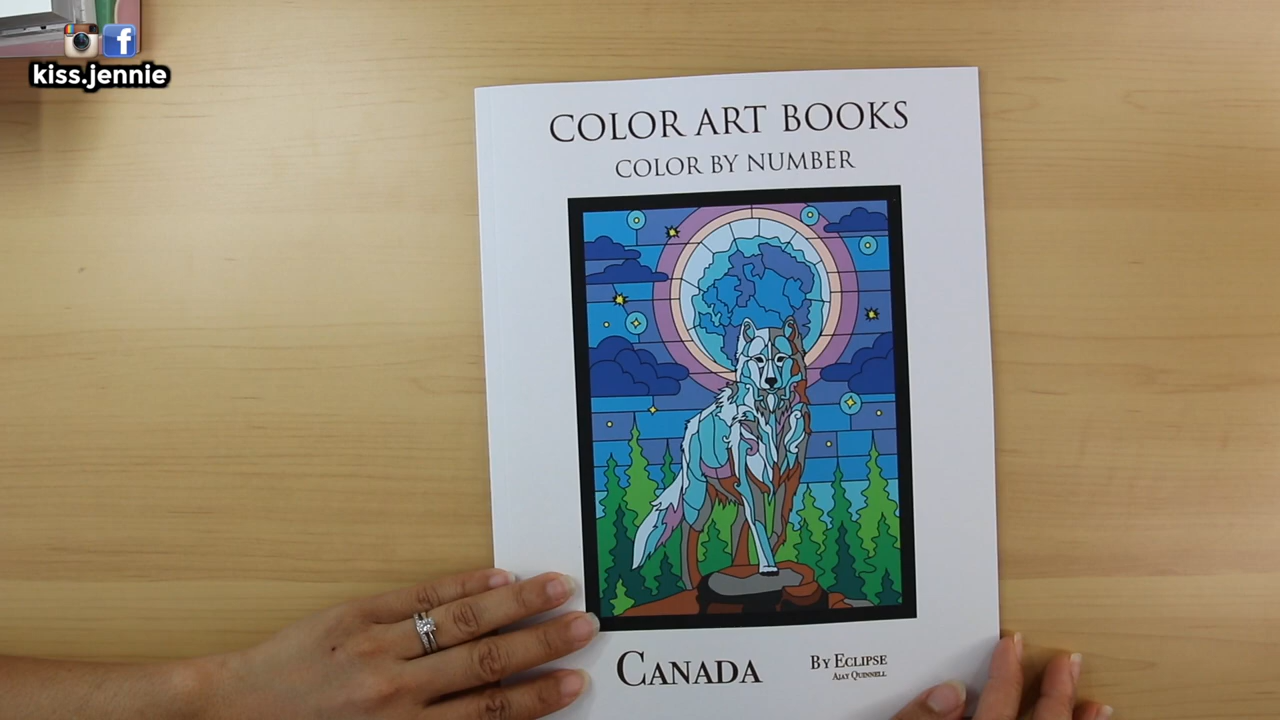 kiss.jennie
COLOR ART BOOKS
COLOR BY NUMBER
CANADA
BY ECLIPSE
AJAY QUINNELL